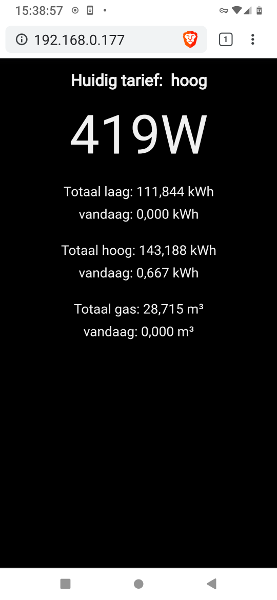 15:38:57
192.168.0.177
1
Huidig tarief: hoog
419W
Totaal laag: 111,844 kWh
vandaag: 0,000 kWh
Totaal hoog: 143,188 kWh
vandaag: 0,667 kWh
Totaal gas: 28,715 m³
vandaag: 0,000 m³